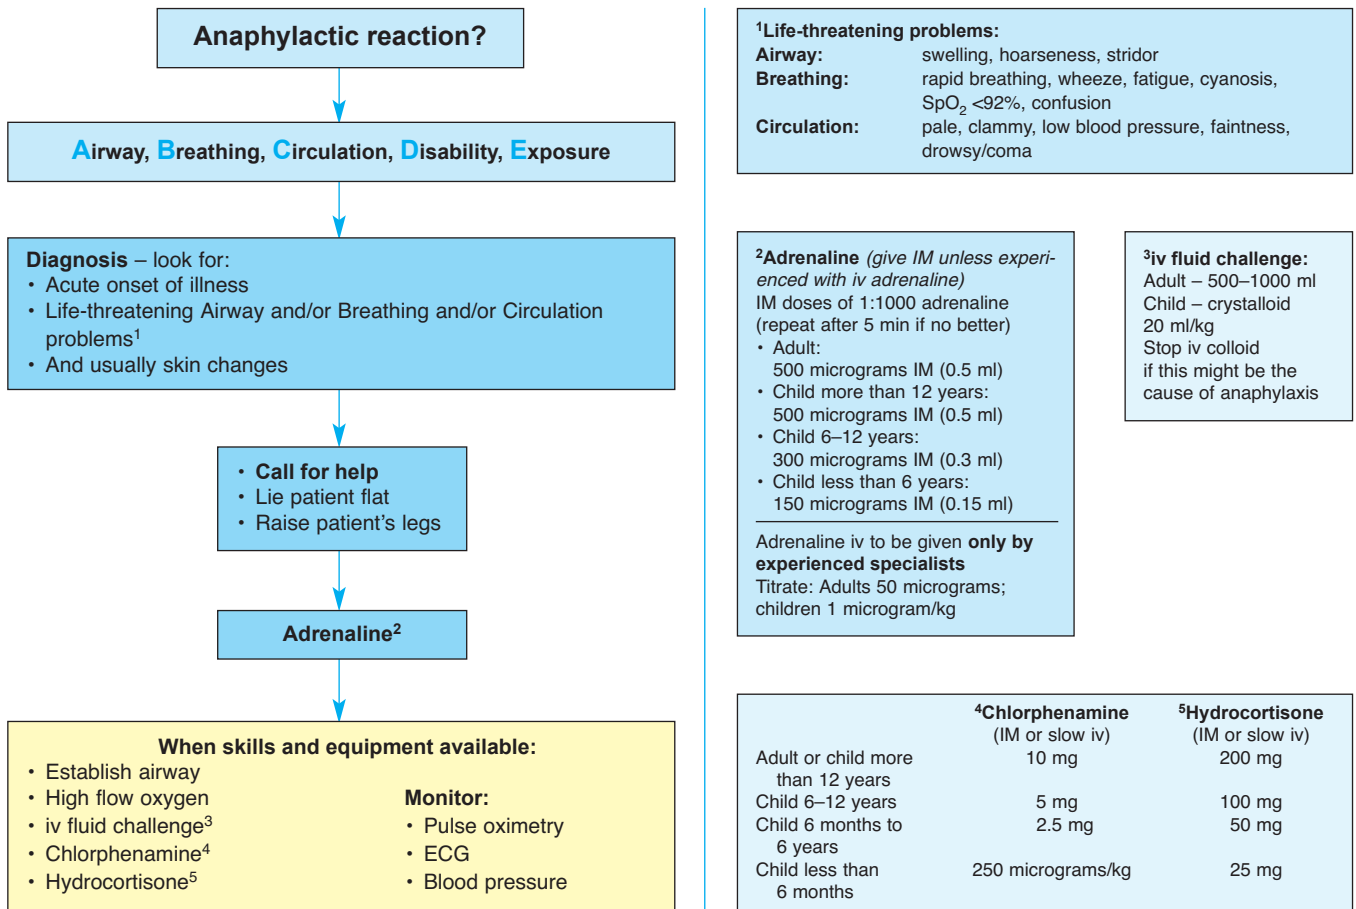 Anaphylactic reaction?
Airway, Breathing, Circulation, Disability, Exposure
Diagnosis – look for:
• Acute onset of illness
• Life-threatening Airway and/or Breathing and/or Circulation
problems¹
• And usually skin changes
• Call for help
• Lie patient flat
• Raise patient's legs
Adrenaline²
When skills and equipment available:
• Establish airway
• High flow oxygen
• iv fluid challenge³
• Chlorphenamine⁴
• Hydrocortisone⁵
Monitor:
• Pulse oximetry
• ECG
• Blood pressure
¹Life-threatening problems:
Airway: swelling, hoarseness, stridor
Breathing: rapid breathing, wheeze, fatigue, cyanosis,
SpO₂ <92%, confusion
Circulation: pale, clammy, low blood pressure, faintness,
drowsy/coma
²Adrenaline (give IM unless experi-
enced with iv adrenaline)
IM doses of 1:1000 adrenaline
(repeat after 5 min if no better)
• Adult:
500 micrograms IM (0.5 ml)
• Child more than 12 years:
500 micrograms IM (0.5 ml)
• Child 6–12 years:
300 micrograms IM (0.3 ml)
• Child less than 6 years:
150 micrograms IM (0.15 ml)
Adrenaline iv to be given only by
experienced specialists
Titrate: Adults 50 micrograms;
children 1 microgram/kg
³iv fluid challenge:
Adult – 500–1000 ml
Child – crystalloid
20 ml/kg
Stop iv colloid
if this might be the
cause of anaphylaxis
⁴Chlorphenamine ⁵Hydrocortisone
(IM or slow iv) (IM or slow iv)
Adult or child more 10 mg 200 mg
than 12 years
Child 6–12 years 5 mg 100 mg
Child 6 months to 2.5 mg 50 mg
6 years
Child less than 250 micrograms/kg 25 mg
6 months